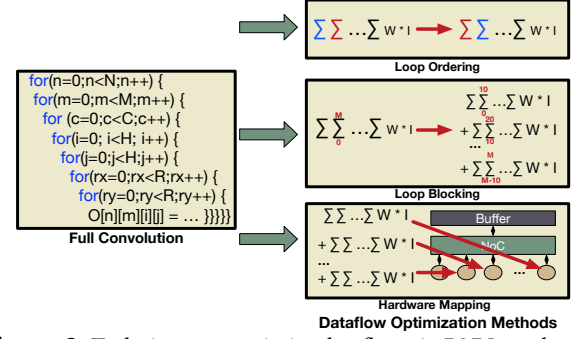 for(n=0;n<N;n++) {
for(m=0;m<M;m++) {
for (c=0;c<C;c++) {
for(i=0; i<H; i++) {
for(j=0;j<H;j++) {
for(rx=0;rx<R;rx++) {
for(ry=0;ry<R;ry++) {
O[n][m][i][j] = ... }}}}}
Full Convolution
∑ ∑ ...∑ W * I ∑ ∑ ...∑ W * I
Loop Ordering
∑ ∑ M 0 ...∑ W * I
∑ ∑ 10 0 ...∑ W * I
+ ∑ ∑ 20 10 ...∑ W * I
...
+ ∑ ∑ M M-10 ...∑ W * I
Loop Blocking
∑ ∑ ...∑ W * I
+ ∑ ∑ ...∑ W * I
...
+ ∑ ∑ ...∑ W * I
Buffer
NoC
...
Hardware Mapping
Dataflow Optimization Methods